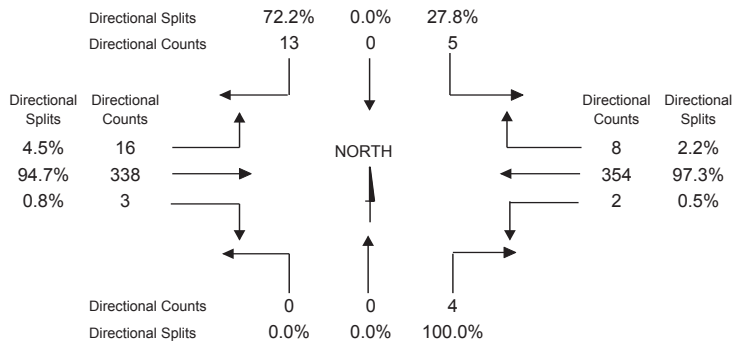 Directional Splits 72.2% 0.0% 27.8%
Directional Counts 13 0 5
Directional Directional Directional Directional
Splits Counts Counts Splits
4.5% 16 8 2.2%
NORTH
94.7% 338 354 97.3%
0.8% 3 2 0.5%
Directional Counts 0 0 4
Directional Splits 0.0% 0.0% 100.0%